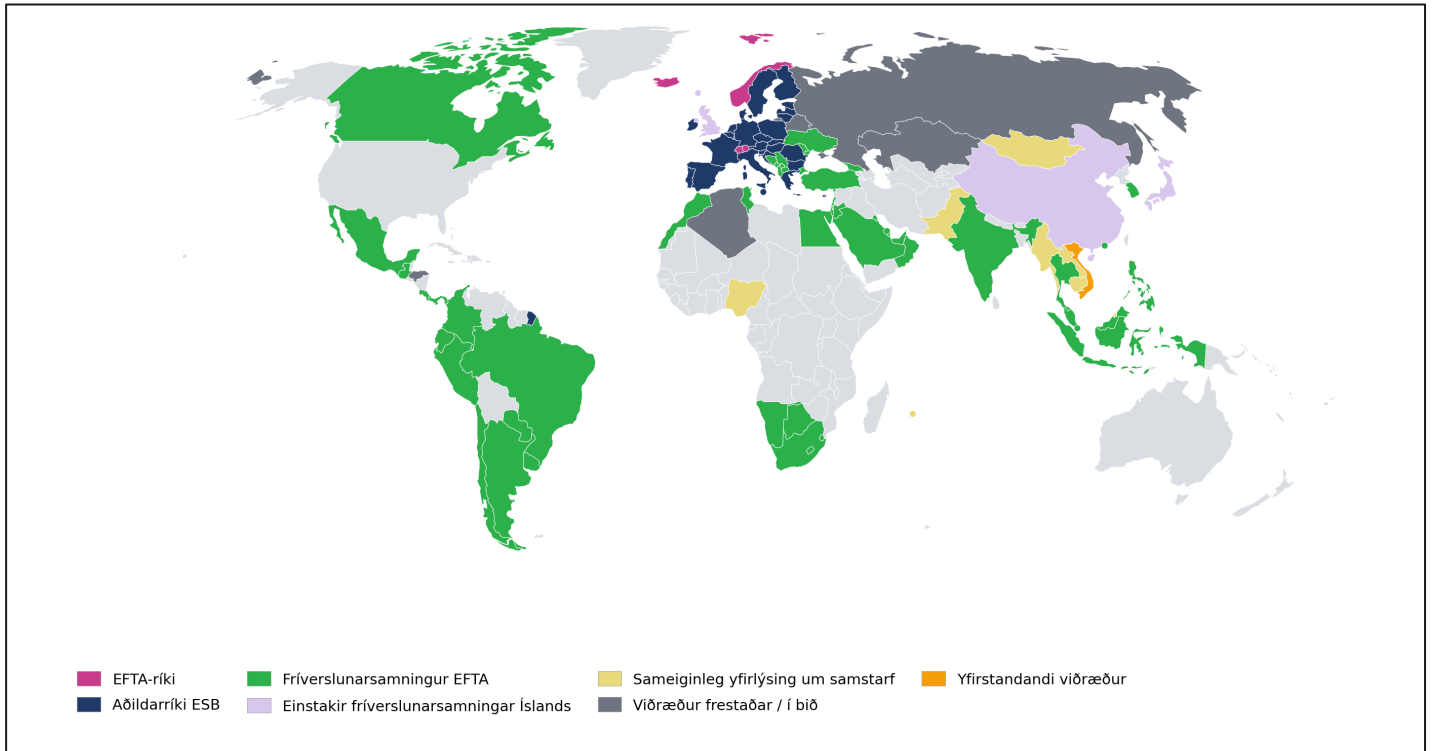 EFTA-ríki
Aðildarríki ESB
Fríverslunarsamningur EFTA
Einstakir fríverslunarsamningar Íslands
Sameiginleg yfirlýsing um samstarf
Viðræður frestaðar / í bið
Yfirstandandi viðræður